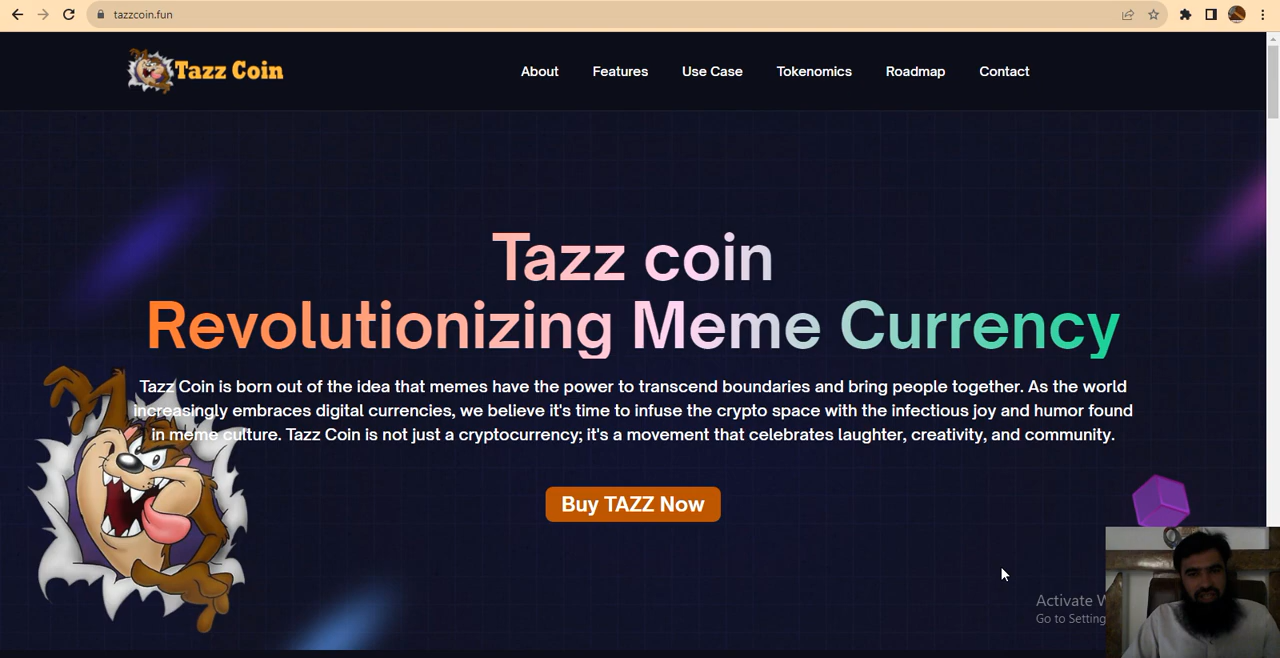 tazzcoin.fun
Tazz Coin
About
Features
Use Case
Tokenomics
Roadmap
Contact
Tazz coin
Revolutionizing Meme Currency
Tazz Coin is born out of the idea that memes have the power to transcend boundaries and bring people together. As the world
increasingly embraces digital currencies, we believe it's time to infuse the crypto space with the infectious joy and humor found
in meme culture. Tazz Coin is not just a cryptocurrency; it's a movement that celebrates laughter, creativity, and community.
Buy TAZZ Now
Activate W
Go to Setting